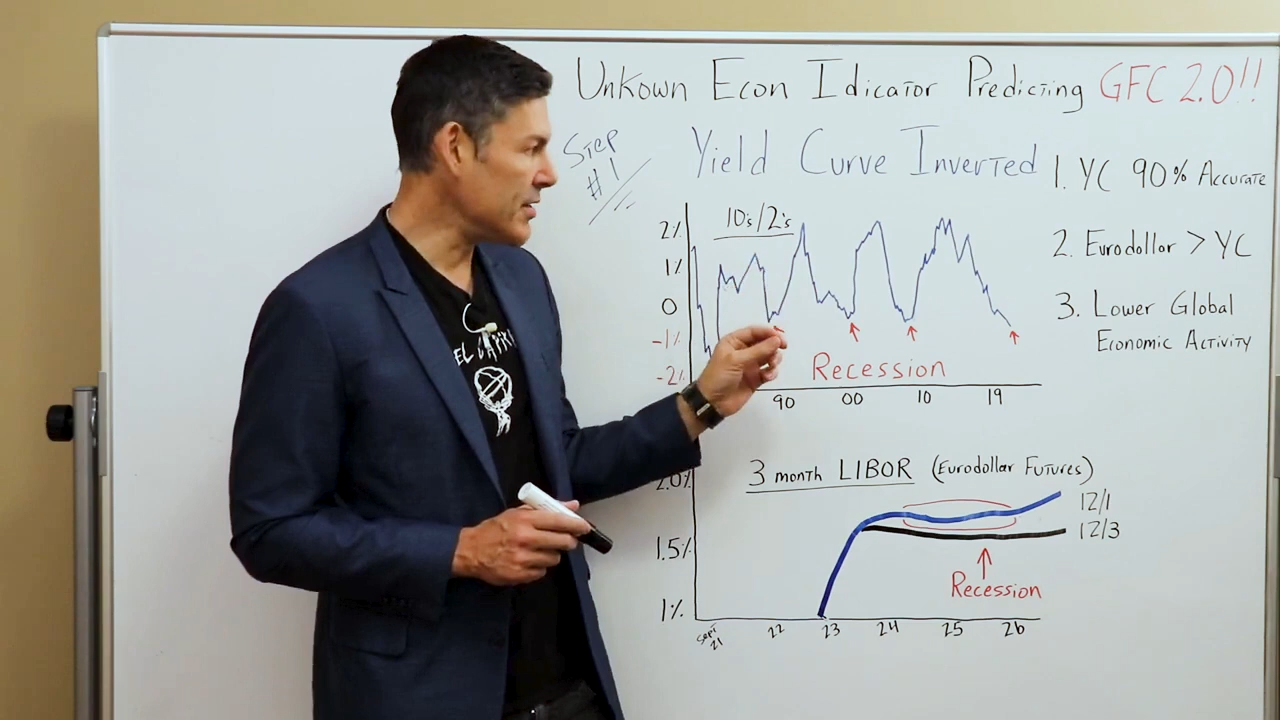 Unkown Econ Idicator Predicting GFC 2.0!!
Step
#1
Yield Curve Inverted
1. YC 90% Accurate
2. Eurodollar > YC
3. Lower Global
Economic Activity
10's/2's
2%
1%
0
-1%
-2%
Recession
90 00 10 19
3 month LIBOR (Eurodollar Futures)
2.0%
1.5%
1%
12/1
12/3
Recession
Sept
21
22 23 24 25 26